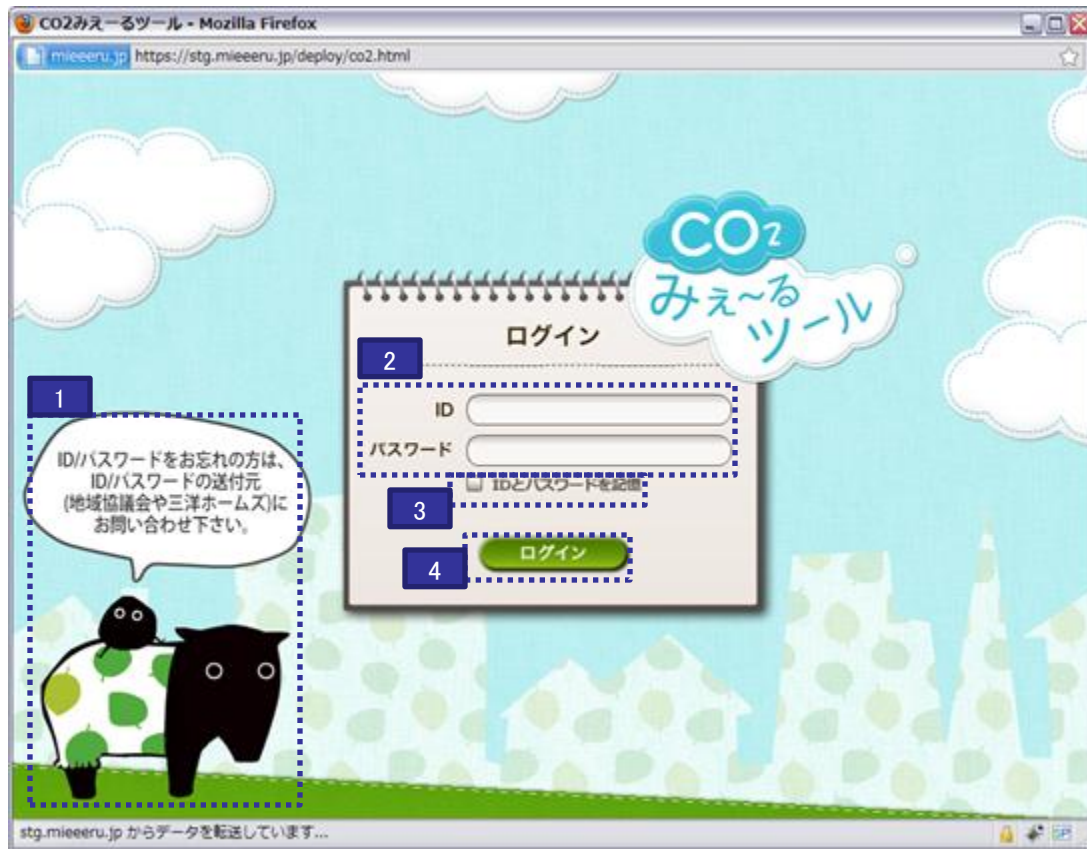 CO2みえーるツール - Mozilla Firefox
mieeeru.jp https://stg.mieeeru.jp/deploy/co2.html
CO2
みえ~る
ツール
ログイン
2
1
ID
パスワード
IDとパスワードを記憶
3
ログイン
4
ID/パスワードをお忘れの方は、
ID/パスワードの送付元
(地域協議会や三洋ホームズ)に
お問い合わせ下さい。
stg.mieeeru.jp からデータを転送しています...